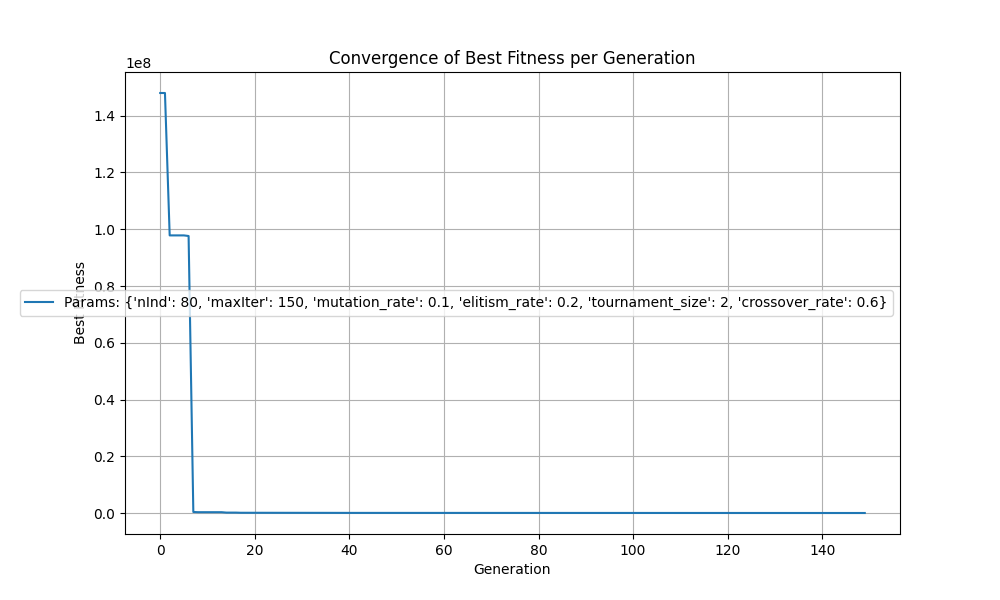 Convergence of Best Fitness per Generation
1e8
1.4
1.2
1.0
0.8
Params: {'nInd': 80, 'maxIter': 150, 'mutation_rate': 0.1, 'elitism_rate': 0.2, 'tournament_size': 2, 'crossover_rate': 0.6}
0.6
0.4
0.2
0.0
Best Fitness
0 20 40 60 80 100 120 140
Generation